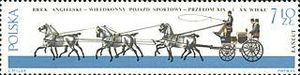 BREK ANGIELSKI – WIELOKONNY POJAZD SPORTOWY – PRZEŁOM XIX XX WIEKU
POLSKA
7 10 ZŁ
ŁAŃCUT